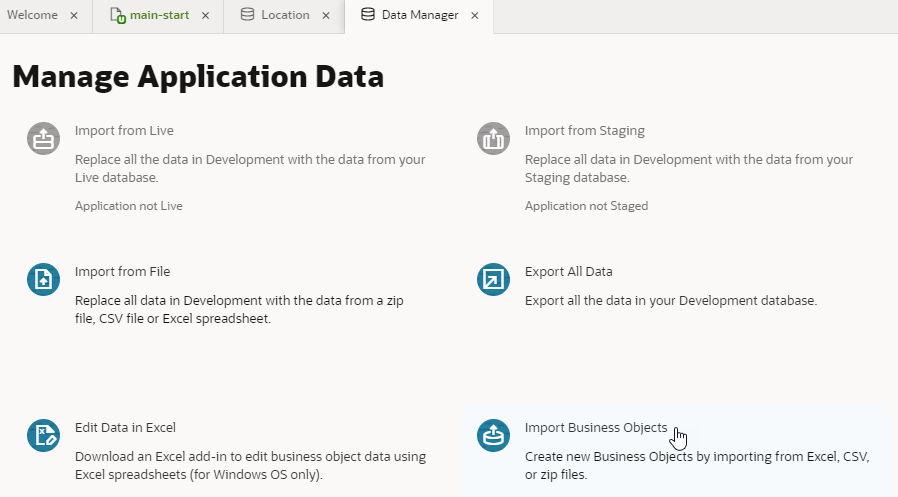 Welcome × main-start × Location × Data Manager ×
Manage Application Data
Import from Live
Replace all the data in Development with the data from your
Live database.
Application not Live
Import from Staging
Replace all data in Development with the data from your
Staging database.
Application not Staged
Import from File
Replace all data in Development with the data from a zip
file, CSV file or Excel spreadsheet.
Export All Data
Export all the data in your Development database.
Edit Data in Excel
Download an Excel add-in to edit business object data using
Excel spreadsheets (for Windows OS only).
Import Business Objects
Create new Business Objects by importing from Excel, CSV,
or zip files.